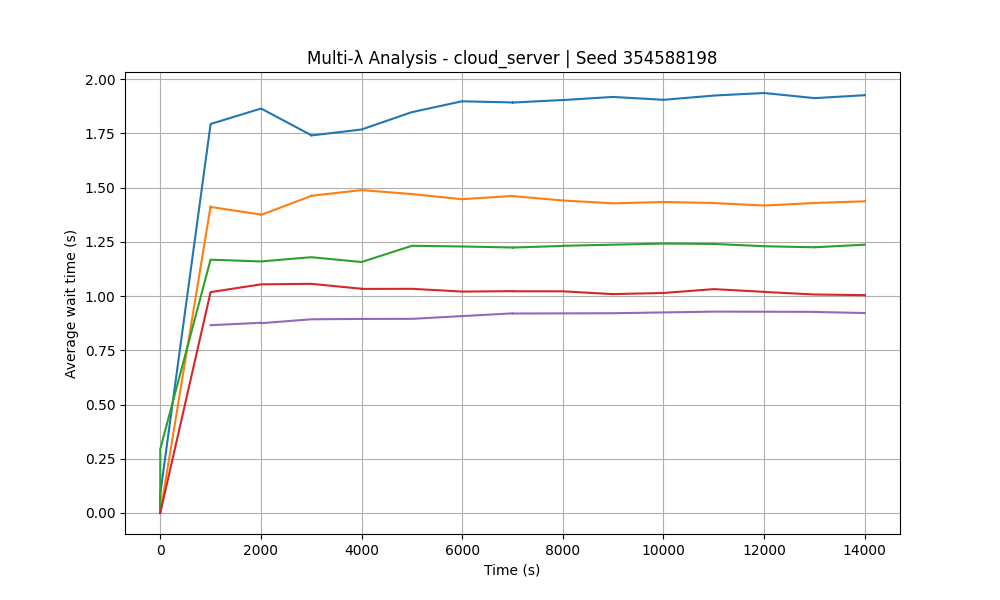 Multi-λ Analysis - cloud_server | Seed 354588198
2.00
1.75
1.50
1.25
1.00
0.75
0.50
0.25
0.00
Average wait time (s)
0 2000 4000 6000 8000 10000 12000 14000
Time (s)